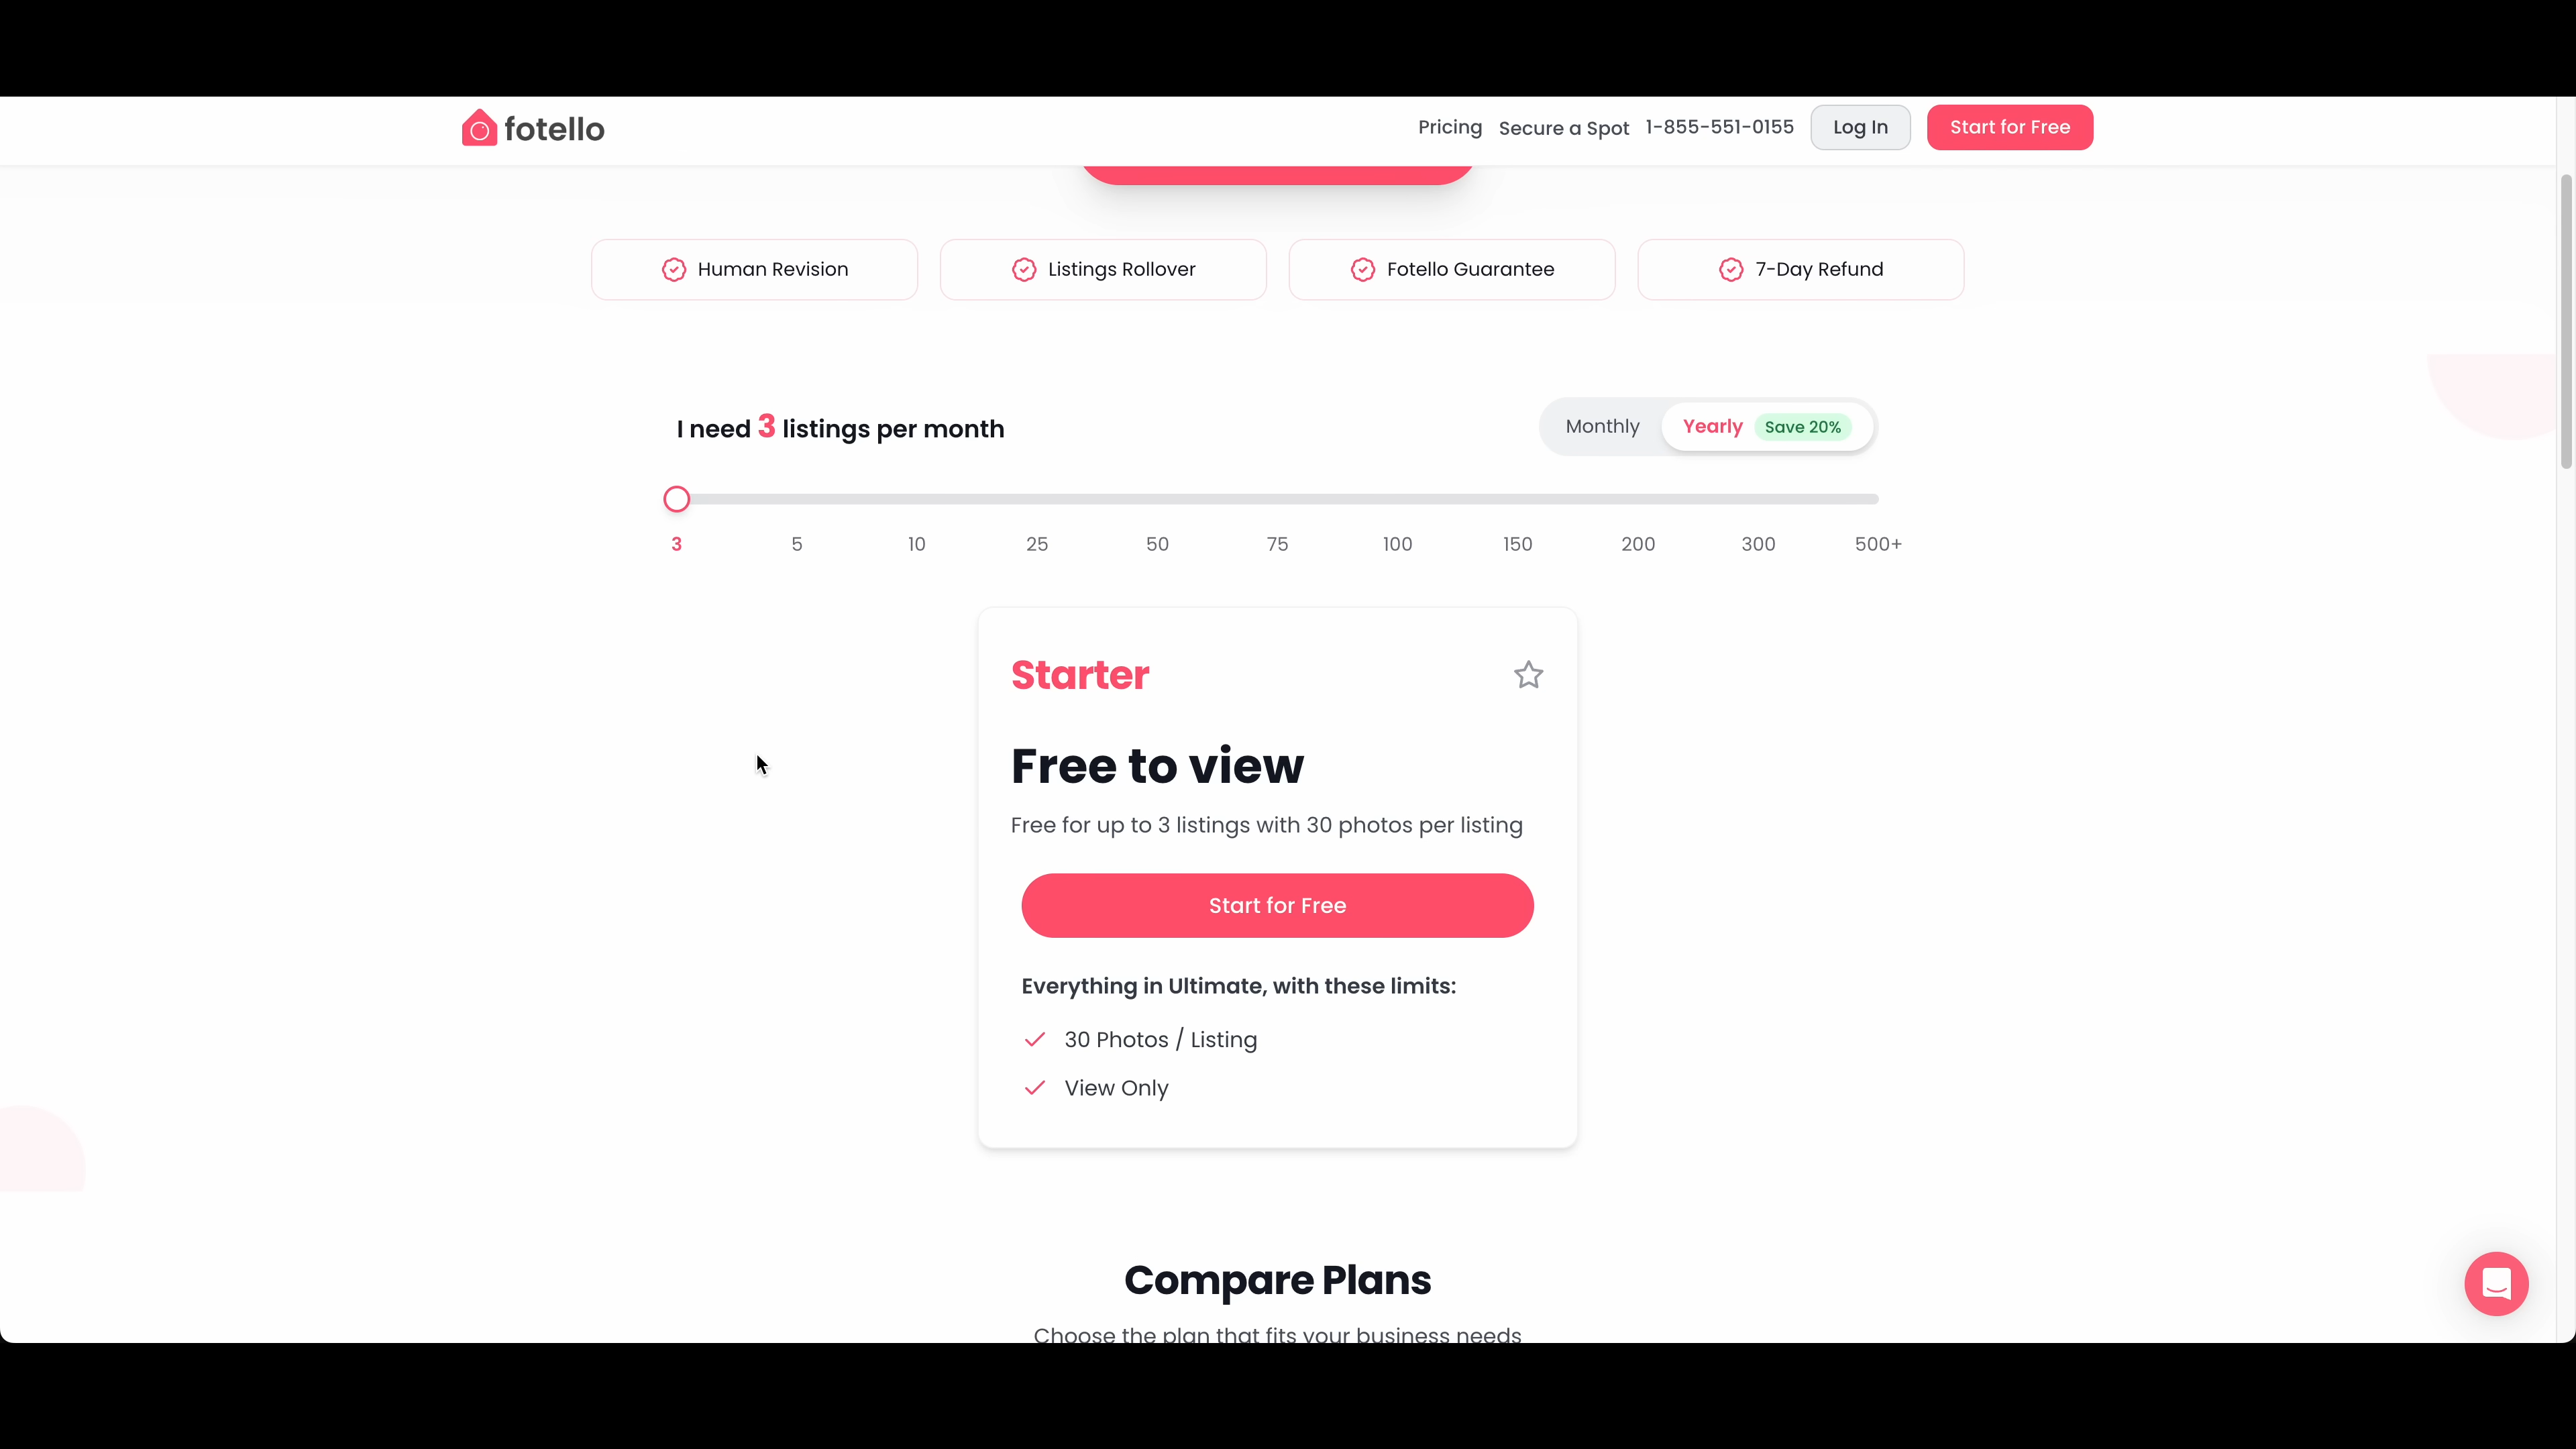 fotello
Pricing Secure a Spot 1-855-551-0155 Log In Start for Free
Human Revision Listings Rollover Fotello Guarantee 7-Day Refund
I need 3 listings per month
Monthly Yearly Save 20%
3 5 10 25 50 75 100 150 200 300 500+
Starter
Free to view
Free for up to 3 listings with 30 photos per listing
Start for Free
Everything in Ultimate, with these limits:
30 Photos / Listing
View Only
Compare Plans
Choose the plan that fits your business needs